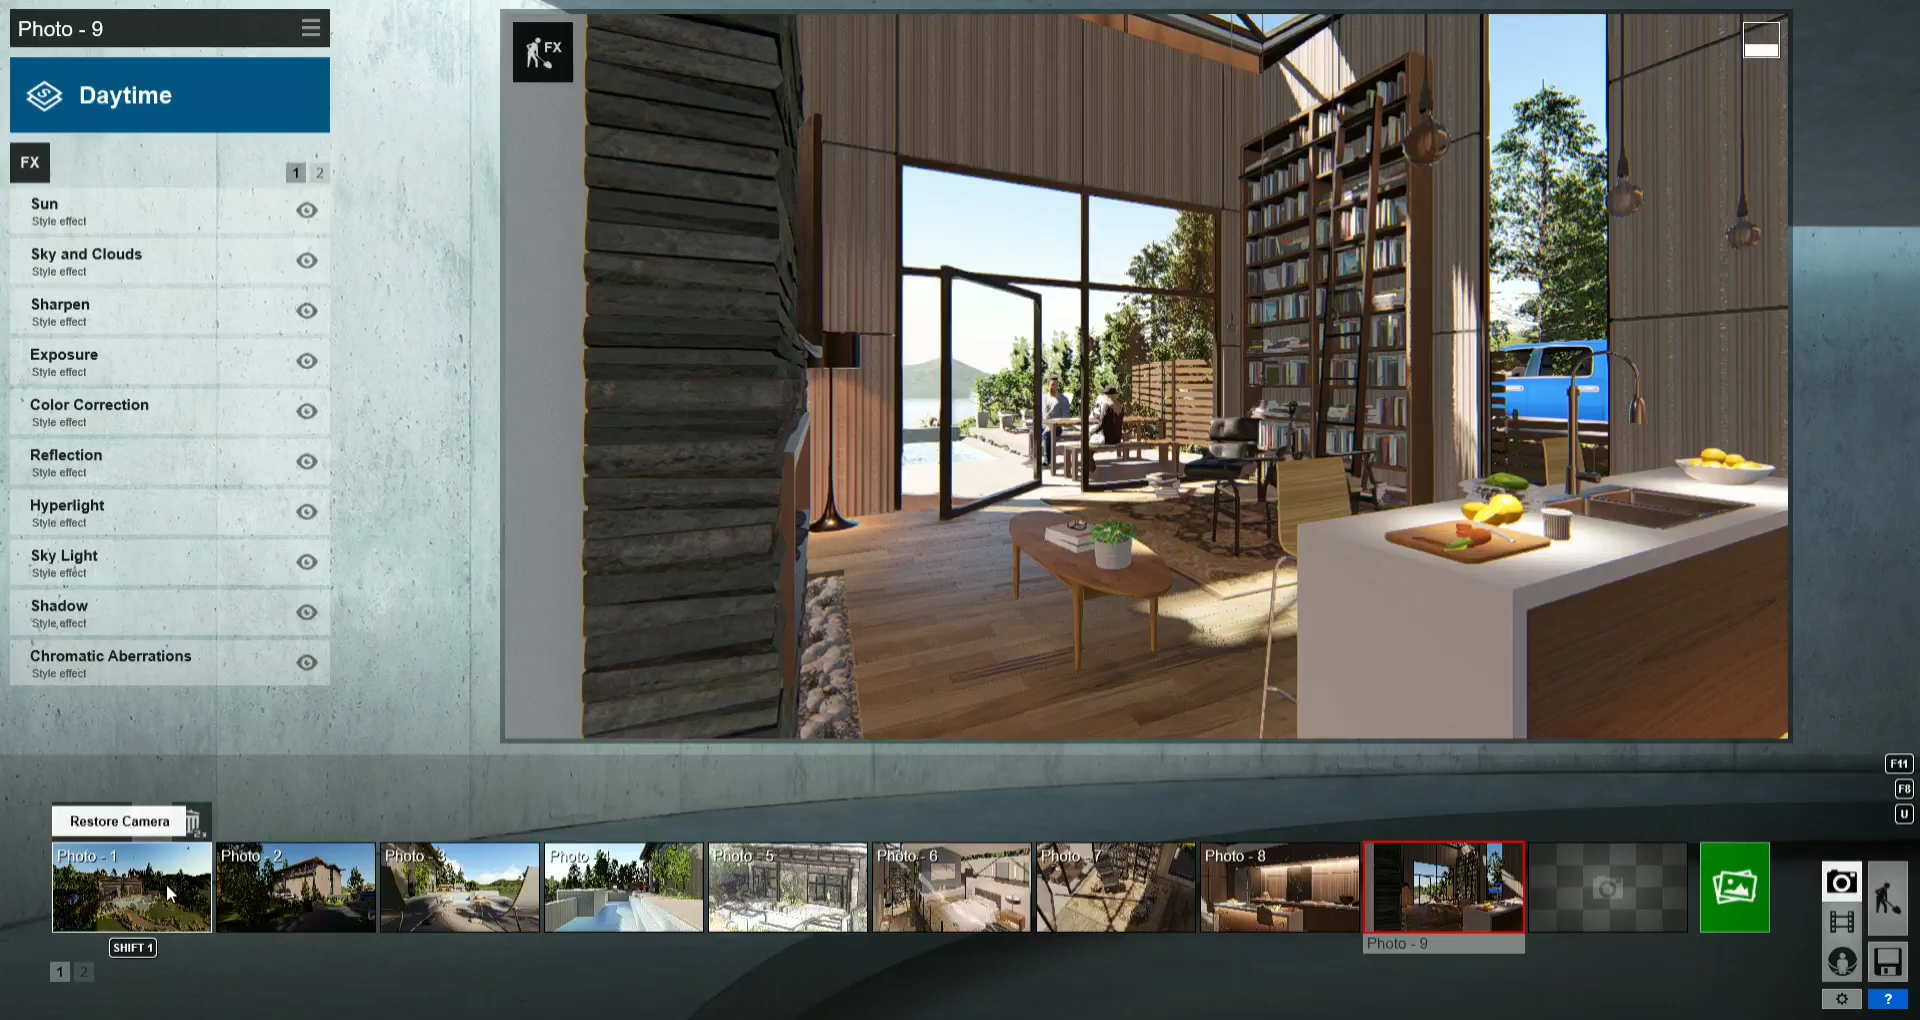 Photo - 9
Daytime
FX
1 2
Sun
Style effect
Sky and Clouds
Style effect
Sharpen
Style effect
Exposure
Style effect
Color Correction
Style effect
Reflection
Style effect
Hyperlight
Style effect
Sky Light
Style effect
Shadow
Style effect
Chromatic Aberrations
Style effect
FX
F11
F8
U
Restore Camera
2x
Photo - 1
Photo - 2
Photo - 3
Photo - 4
Photo - 5
Photo - 6
Photo - 7
Photo - 8
Photo - 9
SHIFT 1
1 2
?